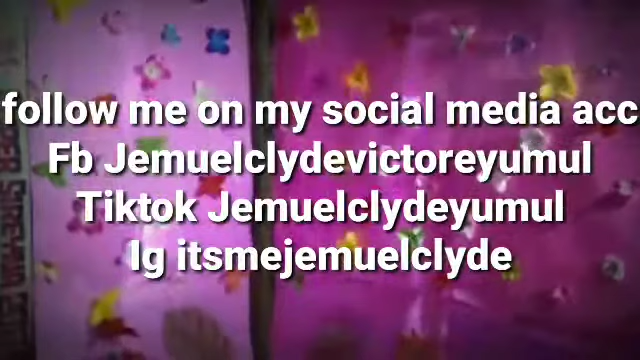 follow me on my social media acc
Fb Jemuelclydevictoreyumul
Tiktok Jemuelclydeyumul
Ig itsmejemuelclyde